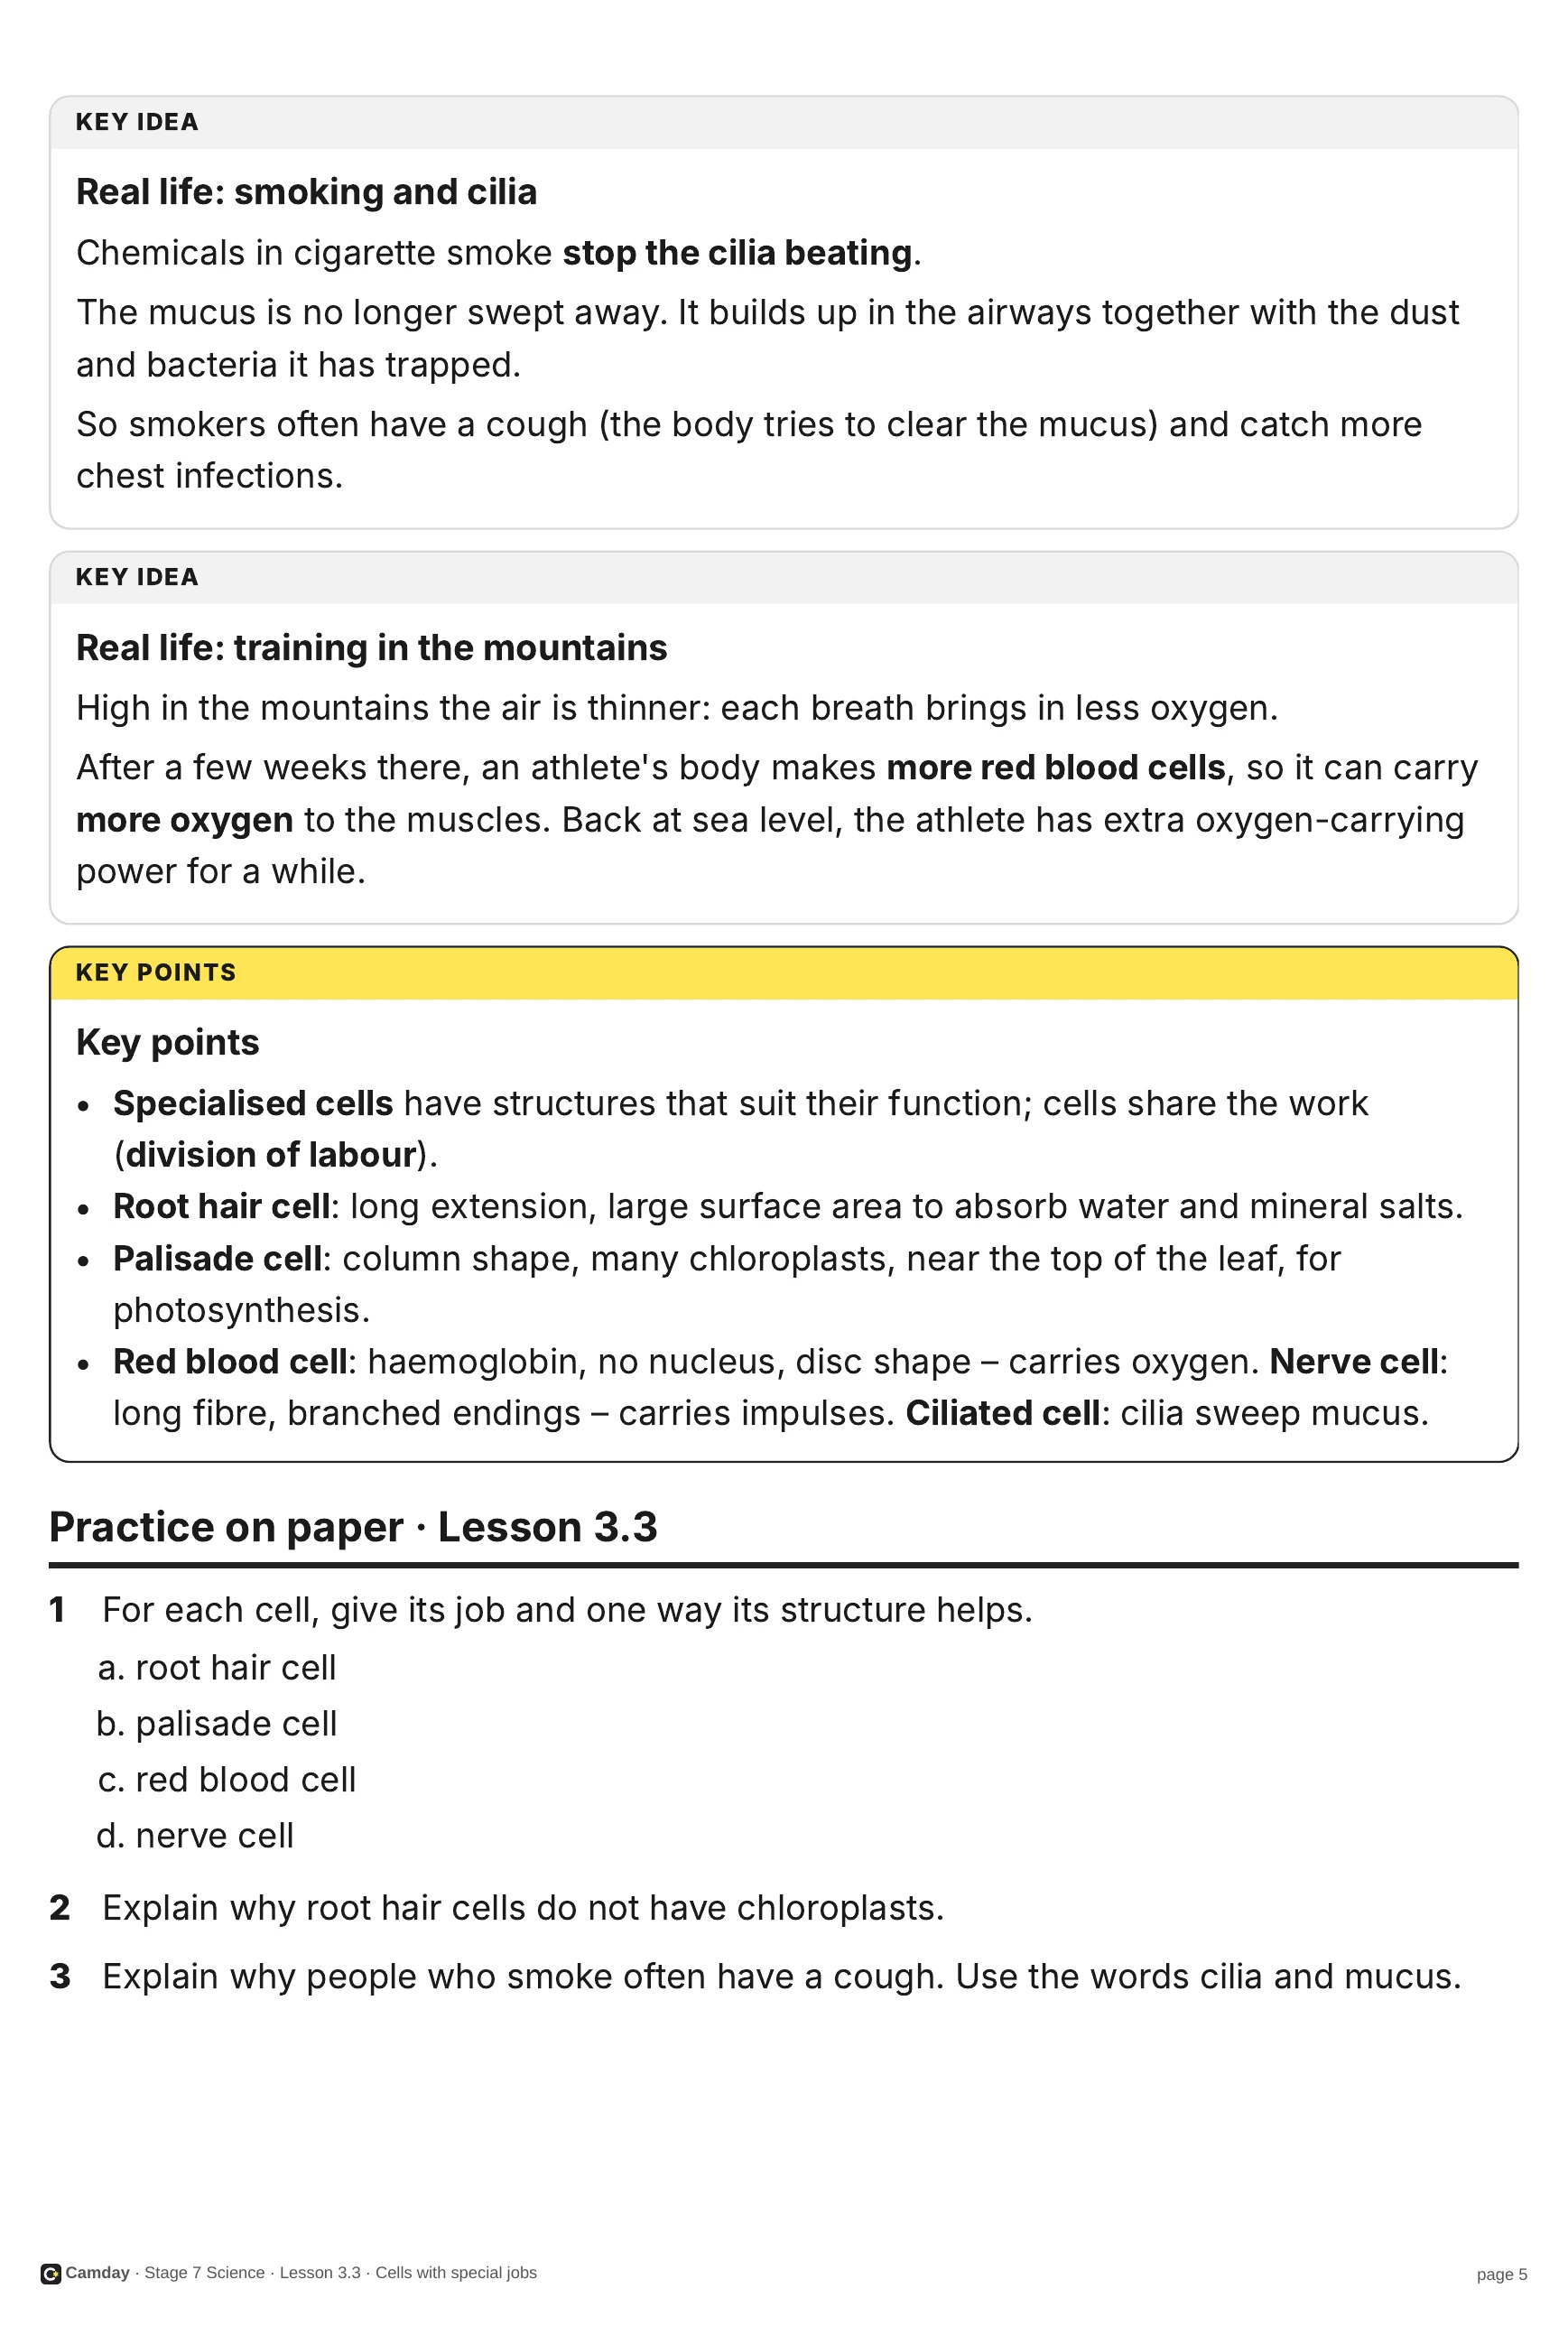 KEY IDEA
Real life: smoking and cilia
Chemicals in cigarette smoke stop the cilia beating.
The mucus is no longer swept away. It builds up in the airways together with the dust
and bacteria it has trapped.
So smokers often have a cough (the body tries to clear the mucus) and catch more
chest infections.
KEY IDEA
Real life: training in the mountains
High in the mountains the air is thinner: each breath brings in less oxygen.
After a few weeks there, an athlete's body makes more red blood cells, so it can carry
more oxygen to the muscles. Back at sea level, the athlete has extra oxygen-carrying
power for a while.
KEY POINTS
Key points
• Specialised cells have structures that suit their function; cells share the work
(division of labour).
• Root hair cell: long extension, large surface area to absorb water and mineral salts.
• Palisade cell: column shape, many chloroplasts, near the top of the leaf, for
photosynthesis.
• Red blood cell: haemoglobin, no nucleus, disc shape – carries oxygen. Nerve cell:
long fibre, branched endings – carries impulses. Ciliated cell: cilia sweep mucus.
Practice on paper · Lesson 3.3
1 For each cell, give its job and one way its structure helps.
a. root hair cell
b. palisade cell
c. red blood cell
d. nerve cell
2 Explain why root hair cells do not have chloroplasts.
3 Explain why people who smoke often have a cough. Use the words cilia and mucus.
Camday · Stage 7 Science · Lesson 3.3 · Cells with special jobs
page 5